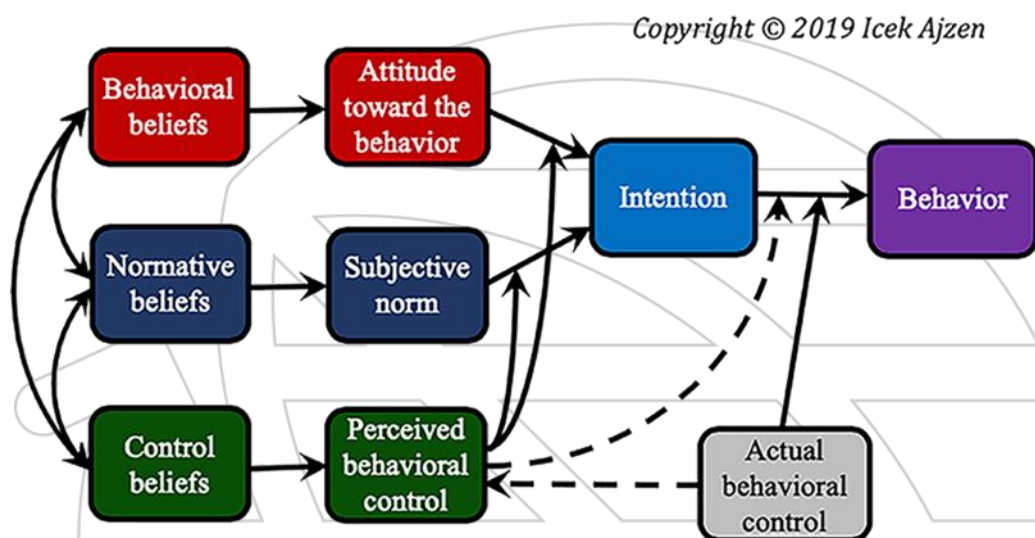 Copyright © 2019 Icek Ajzen
Behavioral
beliefs
Attitude
toward the
behavior
Intention
Behavior
Normative
beliefs
Subjective
norm
Control
beliefs
Perceived
behavioral
control
Actual
behavioral
control